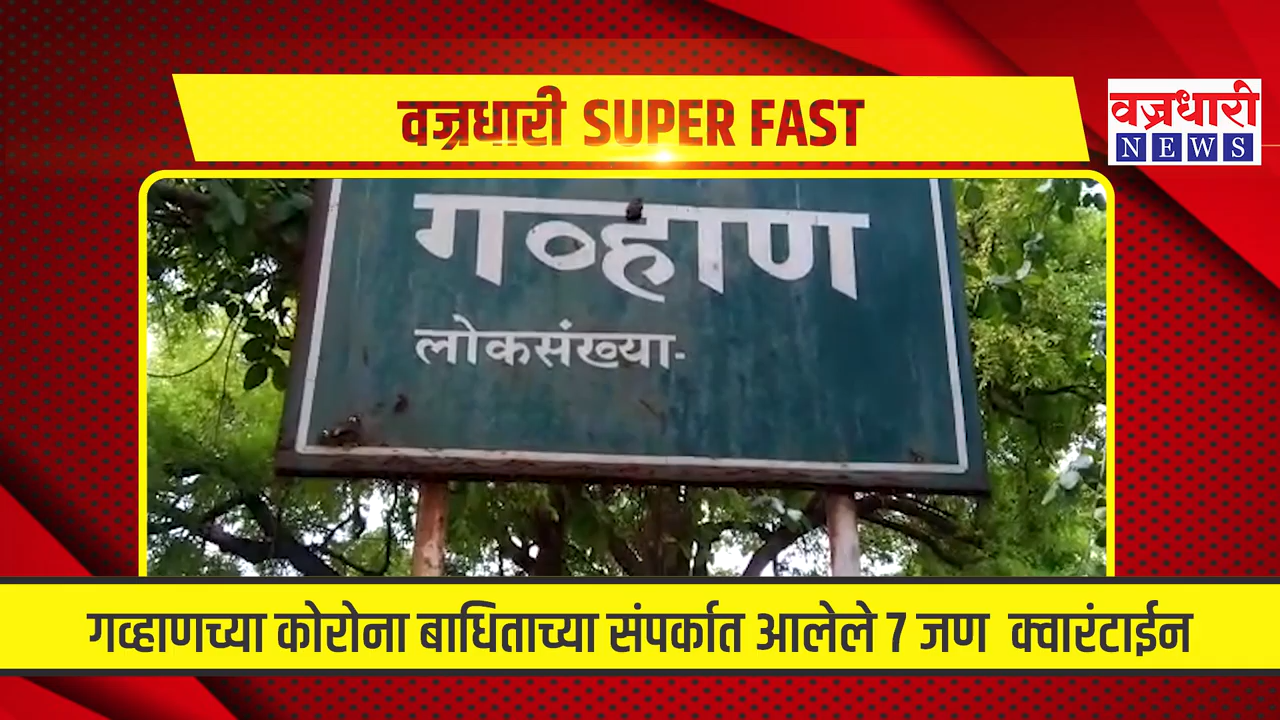 वज्रधारी SUPER FAST
वज्रधारी
NEWS
गव्हाण
लोकसंख्या-
गव्हाणच्या कोरोना बाधिताच्या संपर्कात आलेले 7 जण क्वारंटाईन